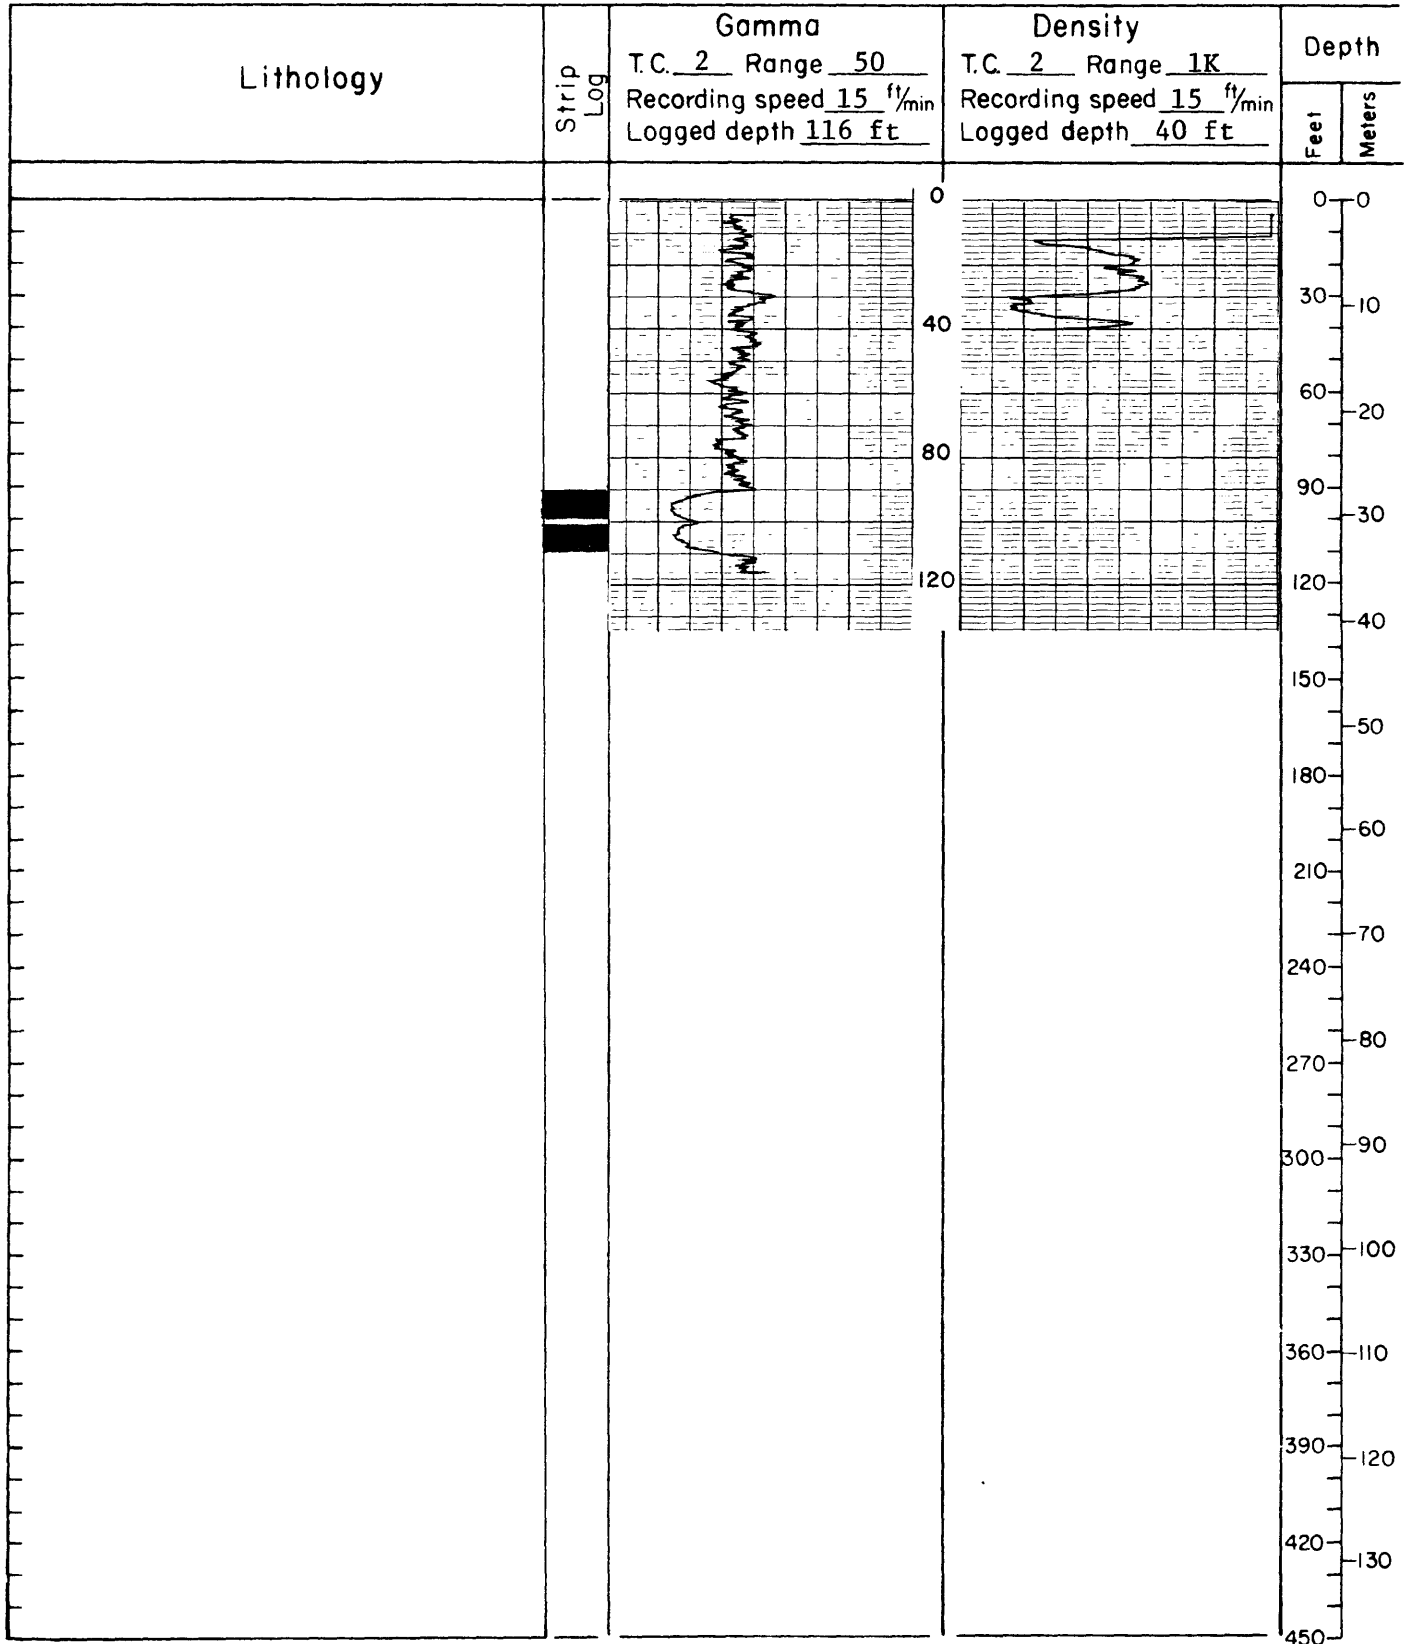 Lithology
Strip Log
Gamma
T.C. 2 Range 50
Recording speed 15 ft/min
Logged depth 116 ft
Density
T.C. 2 Range 1K
Recording speed 15 ft/min
Logged depth 40 ft
Depth
Feet
Meters
0
40
80
120
0
30
60
90
120
150
180
210
240
270
300
330
360
390
420
450
0
10
20
30
40
50
60
70
80
90
100
110
120
130